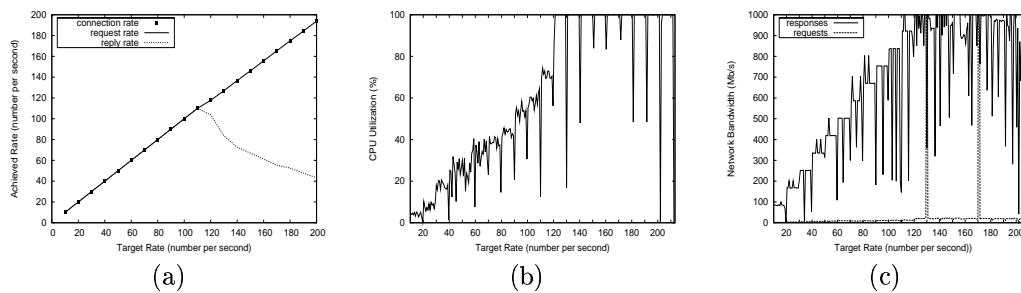 200
180
160
140
120
100
80
60
40
20
0
Achieved Rate (number per second)
connection rate
request rate
reply rate
0 20 40 60 80 100 120 140 160 180 200
Target Rate (number per second)
(a)
100
80
60
40
20
0
CPU Utilization (%)
20 40 60 80 100 120 140 160 180 200
Target Rate (number per second)
(b)
1000
900
800
700
600
500
400
300
200
100
0
Network Bandwidth (Mb/s)
responses
requests
20 40 60 80 100 120 140 160 180 200
Target Rate (number per second))
(c)